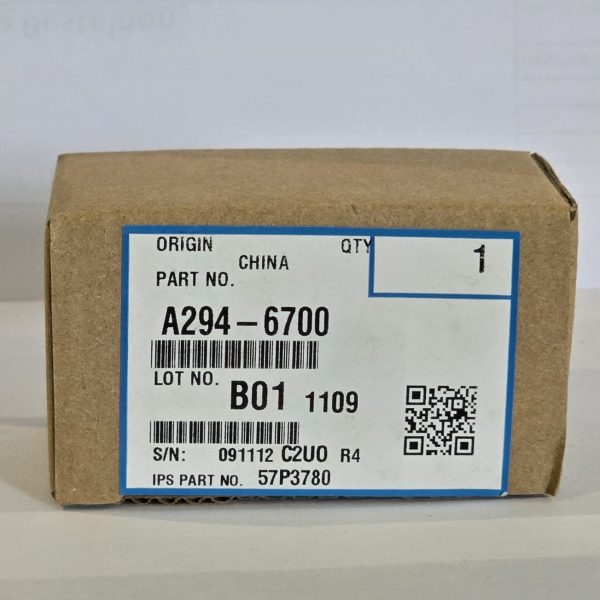 e Bestelbon
ORIGIN QTY 1
CHINA
PART NO.
A294-6700
LOT NO. B01 1109
S/N: 091112 C2U0 R4
IPS PART NO. 57P3780